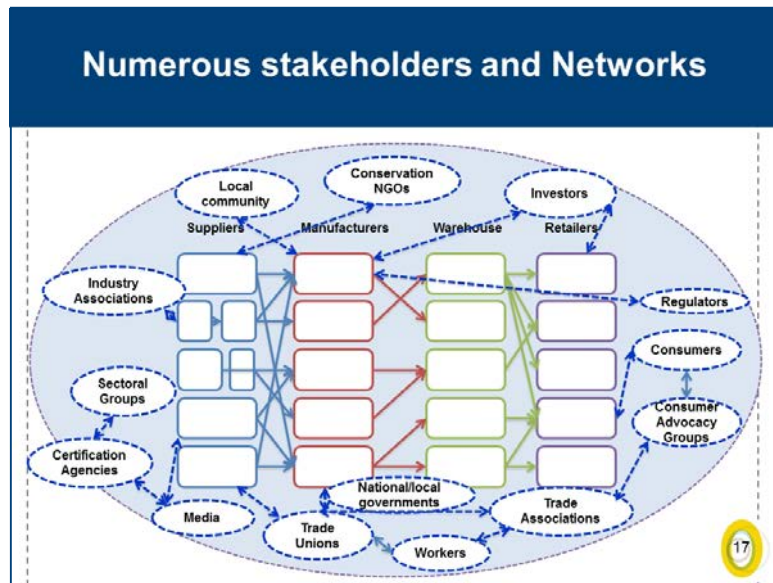 Numerous stakeholders and Networks
Conservation
NGOs
Local
community
Investors
Suppliers
Manufacturers
Warehouse
Retailers
Industry
Associations
Regulators
Consumers
Sectoral
Groups
Consumer
Advocacy
Groups
Certification
Agencies
National/local
governments
Trade
Associations
Media
Trade
Unions
Workers
17